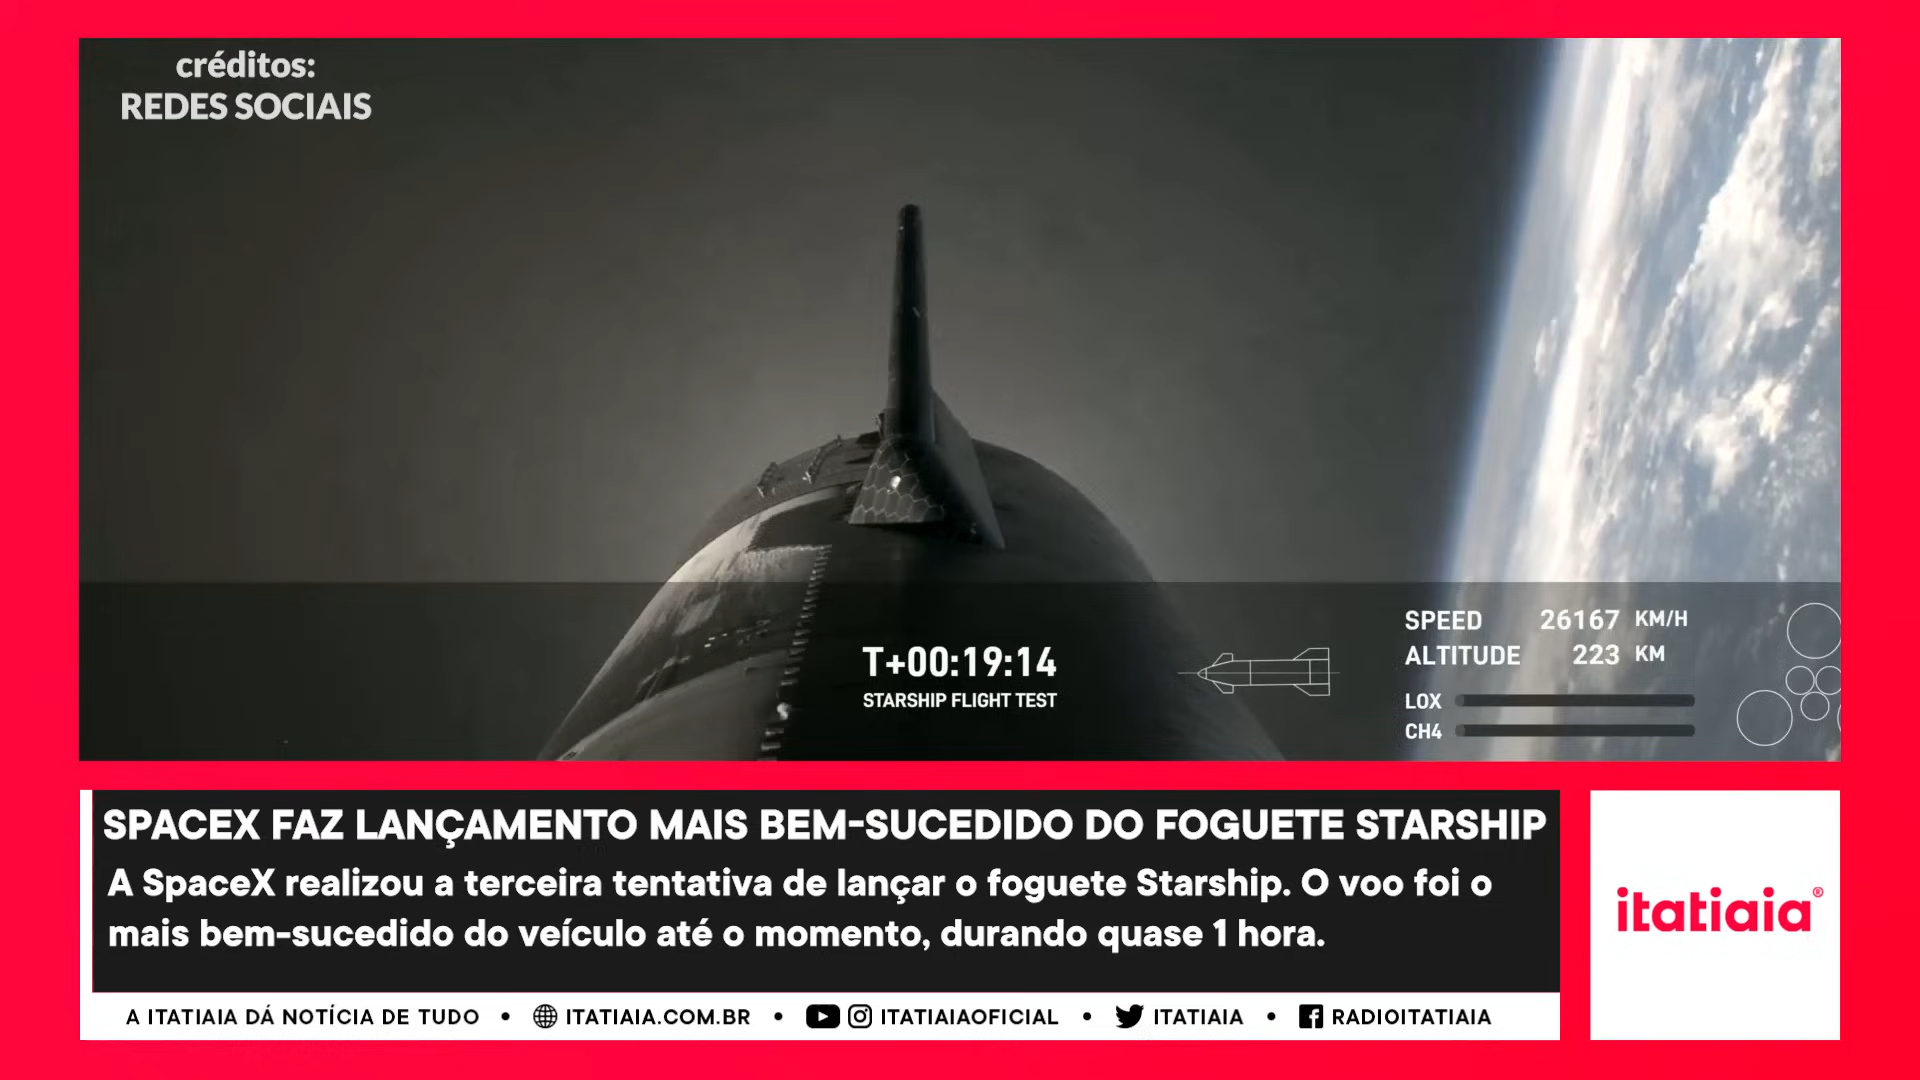 créditos:
REDES SOCIAIS
T+00:19:14
STARSHIP FLIGHT TEST
SPEED 26167 KM/H
ALTITUDE 223 KM
LOX
CH4
SPACEX FAZ LANÇAMENTO MAIS BEM-SUCEDIDO DO FOGUETE STARSHIP
A SpaceX realizou a terceira tentativa de lançar o foguete Starship. O voo foi o
mais bem-sucedido do veículo até o momento, durando quase 1 hora.
itatiaia®
A ITATIAIA DÁ NOTÍCIA DE TUDO • ITATIAIA.COM.BR • ITATIAIAOFICIAL • ITATIAIA • RADIOITATIAIA